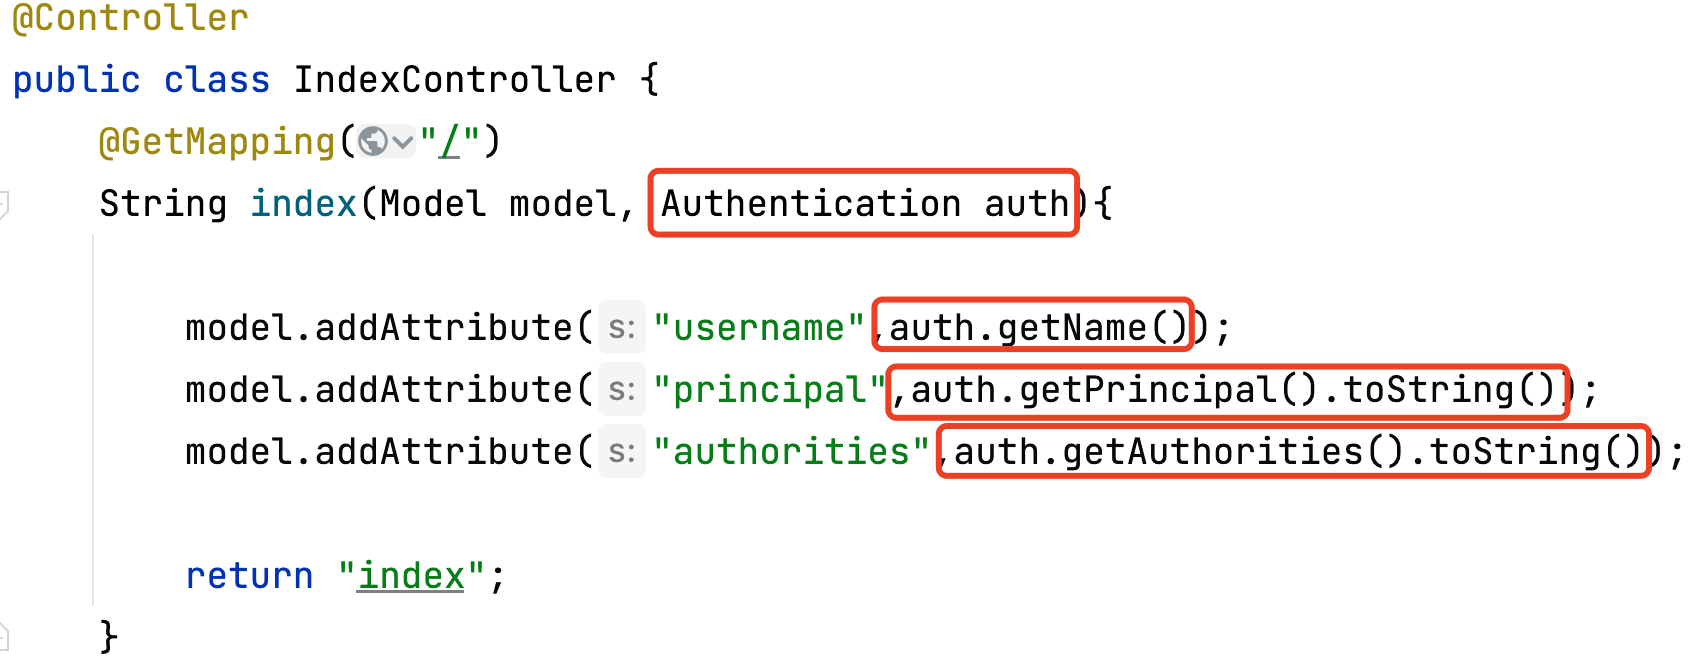 @Controller
public class IndexController {
@GetMapping("/")
String index(Model model, Authentication auth){
model.addAttribute( s: "username",auth.getName());
model.addAttribute( s: "principal",auth.getPrincipal().toString());
model.addAttribute( s: "authorities",auth.getAuthorities().toString());
return "index";
}